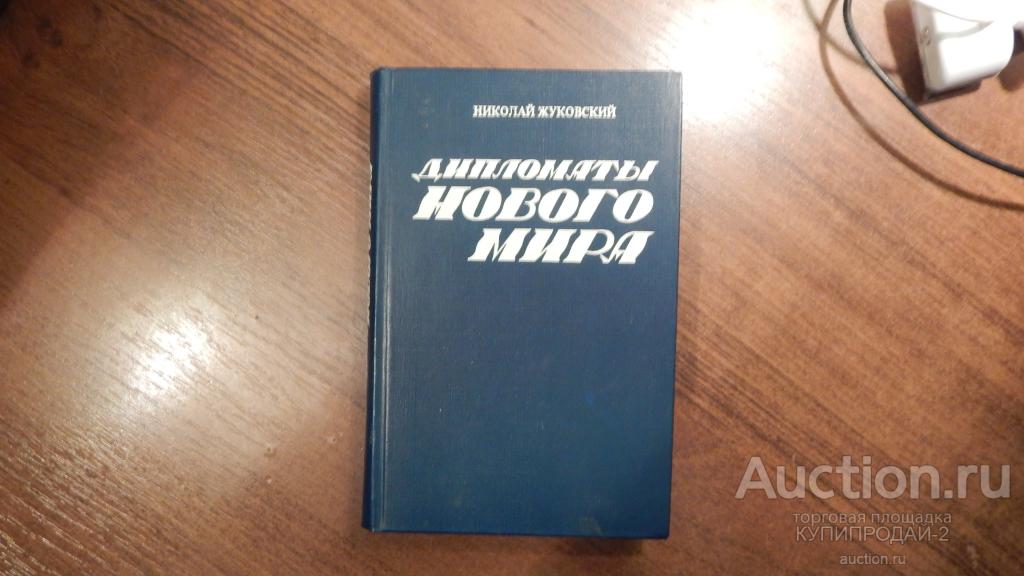 НИКОЛАЙ ЖУКОВСКИЙ
ДИПЛОМАТЫ
НОВОГО
МИРА
Auction.ru
торговая площадка
КУПИПРОДАЙ-2
auction.ru